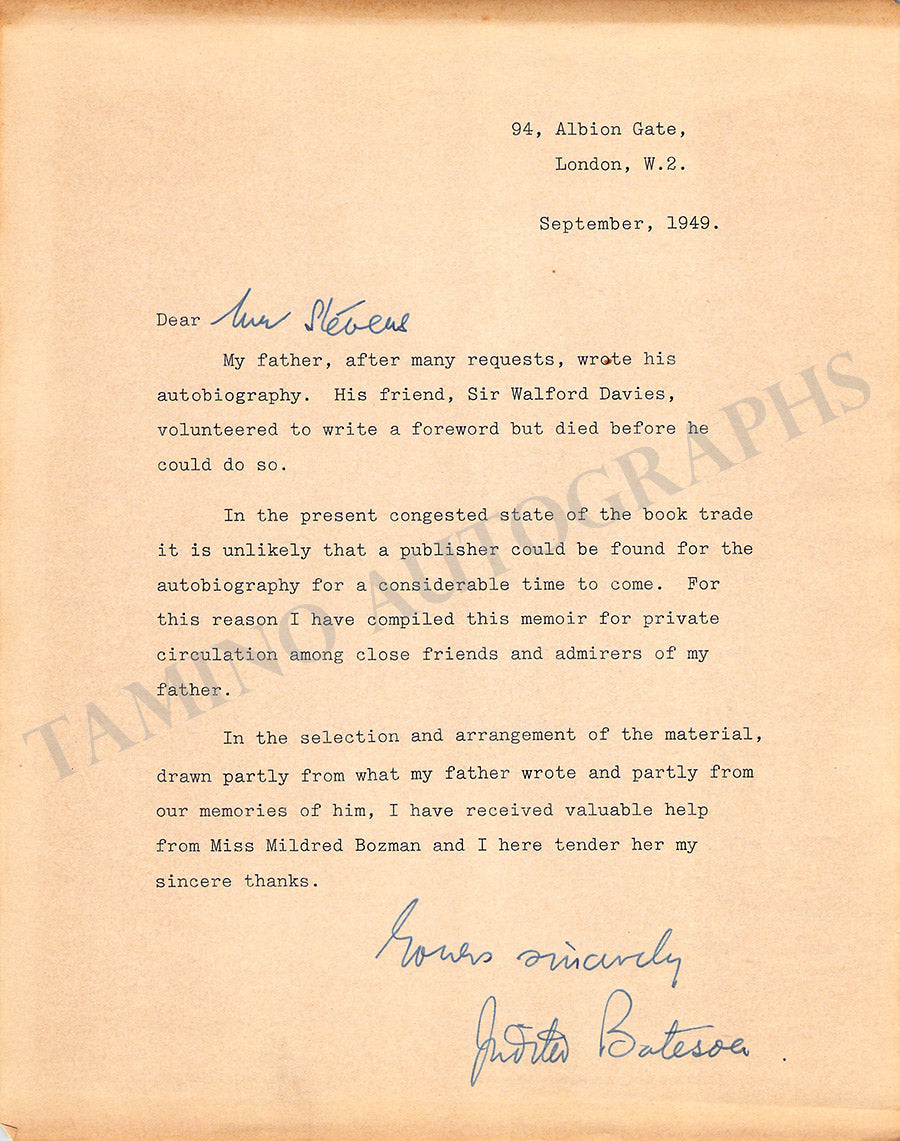 94, Albion Gate,
London, W.2.
September, 1949.
Dear Mrs Stevens
My father, after many requests, wrote his
autobiography. His friend, Sir Walford Davies,
volunteered to write a foreword but died before he
could do so.
In the present congested state of the book trade
it is unlikely that a publisher could be found for the
autobiography for a considerable time to come. For
this reason I have compiled this memoir for private
circulation among close friends and admirers of my
father.
In the selection and arrangement of the material,
drawn partly from what my father wrote and partly from
our memories of him, I have received valuable help
from Miss Mildred Bozman and I here tender her my
sincere thanks.
Yours sincerely
Judith Bateson.
TAMINO AUTOGRAPHS